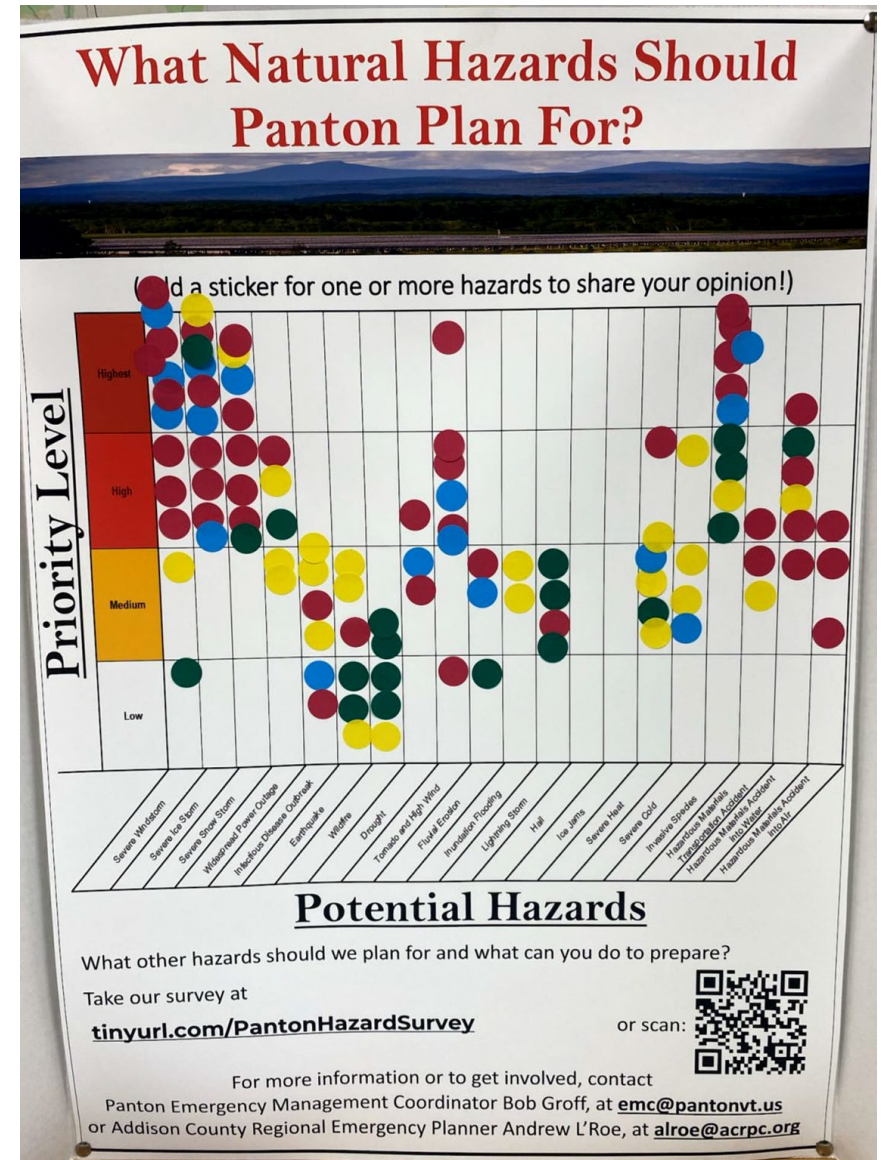 What Natural Hazards Should
Panton Plan For?
d a sticker for one or more hazards to share your opinion!)
Priority Level
Highest
High
Medium
Low
Severe Windstorm
Severe Ice Storm
Severe Snow Storm
Widespread Power Outage
Infectious Disease Outbreak
Earthquake
Wildfire
Drought
Tornado and High Wind
Fluvial Erosion
Inundation Flooding
Lightning Storm
Hail
Ice Jams
Severe Heat
Severe Cold
Invasive Species
Hazardous Materials
Transportation Accident
Hazardous Materials Accident
into Water
Hazardous Materials Accident
into Air
Potential Hazards
What other hazards should we plan for and what can you do to prepare?
Take our survey at
tinyurl.com/PantonHazardSurvey
or scan:
For more information or to get involved, contact
Panton Emergency Management Coordinator Bob Groff, at emc@pantonvt.us
or Addison County Regional Emergency Planner Andrew L'Roe, at alroe@acrpc.org